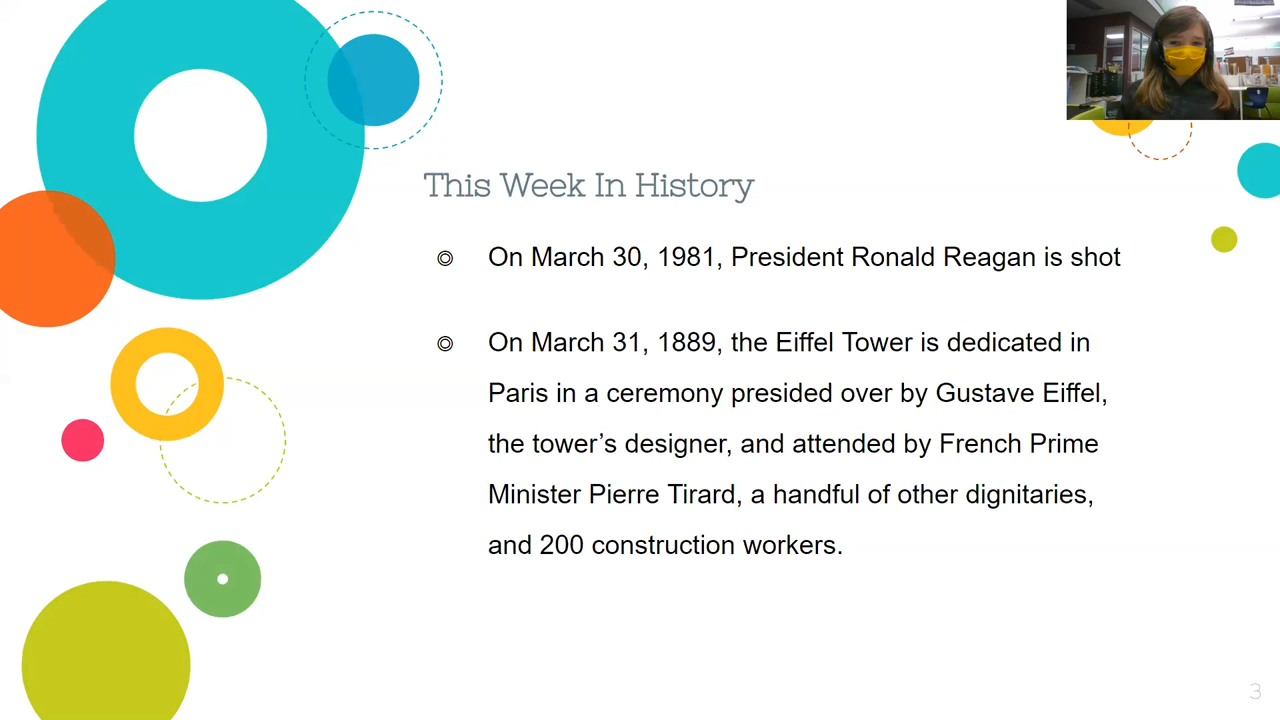 This Week In History
On March 30, 1981, President Ronald Reagan is shot
On March 31, 1889, the Eiffel Tower is dedicated in
Paris in a ceremony presided over by Gustave Eiffel,
the tower’s designer, and attended by French Prime
Minister Pierre Tirard, a handful of other dignitaries,
and 200 construction workers.
3